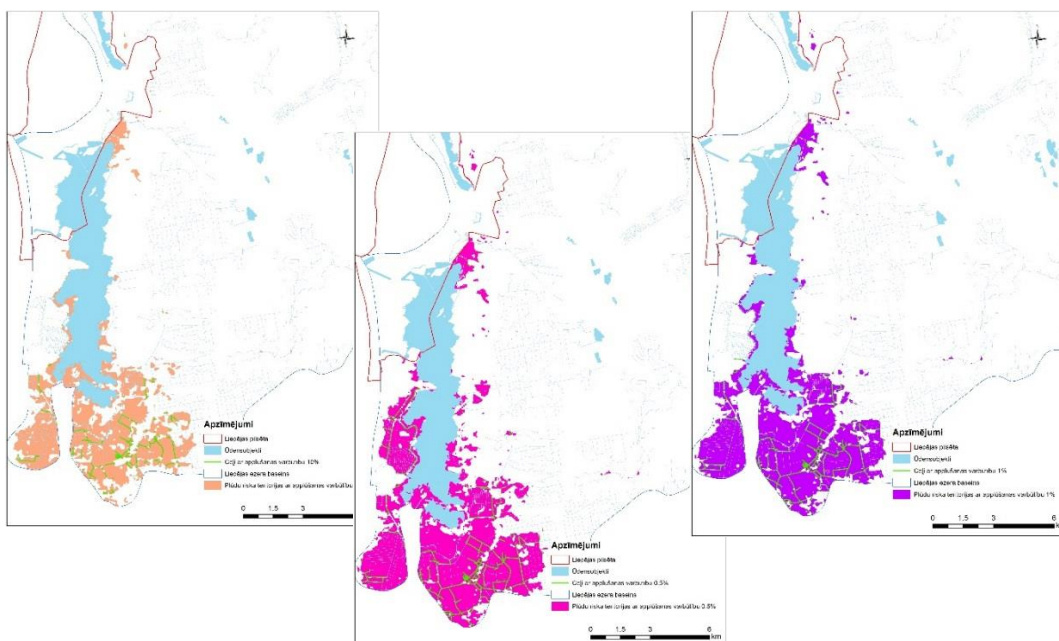 Apzīmējumi
Liepājas pilsēta
Ūdensobjekti
Ceļi ar applūšanas varbūtību 10%
Liepājas ezera baseins
Plūdu riska teritorijas ar applūšanas varbūtību
0 1.5 3
Apzīmējumi
Liepājas pilsēta
Ūdensobjekti
Ceļi ar applūšanas varbūtību 0.5%
Liepājas ezera baseins
Plūdu riska teritorijas ar applūšanas varbūtību 0.5%
0 1.5 3 6
km
Apzīmējumi
Liepājas pilsēta
Ūdensobjekti
Ceļi ar applūšanas varbūtību 1%
Liepājas ezera baseins
Plūdu riska teritorijas ar applūšanas varbūtību 1%
0 1.5 3 6